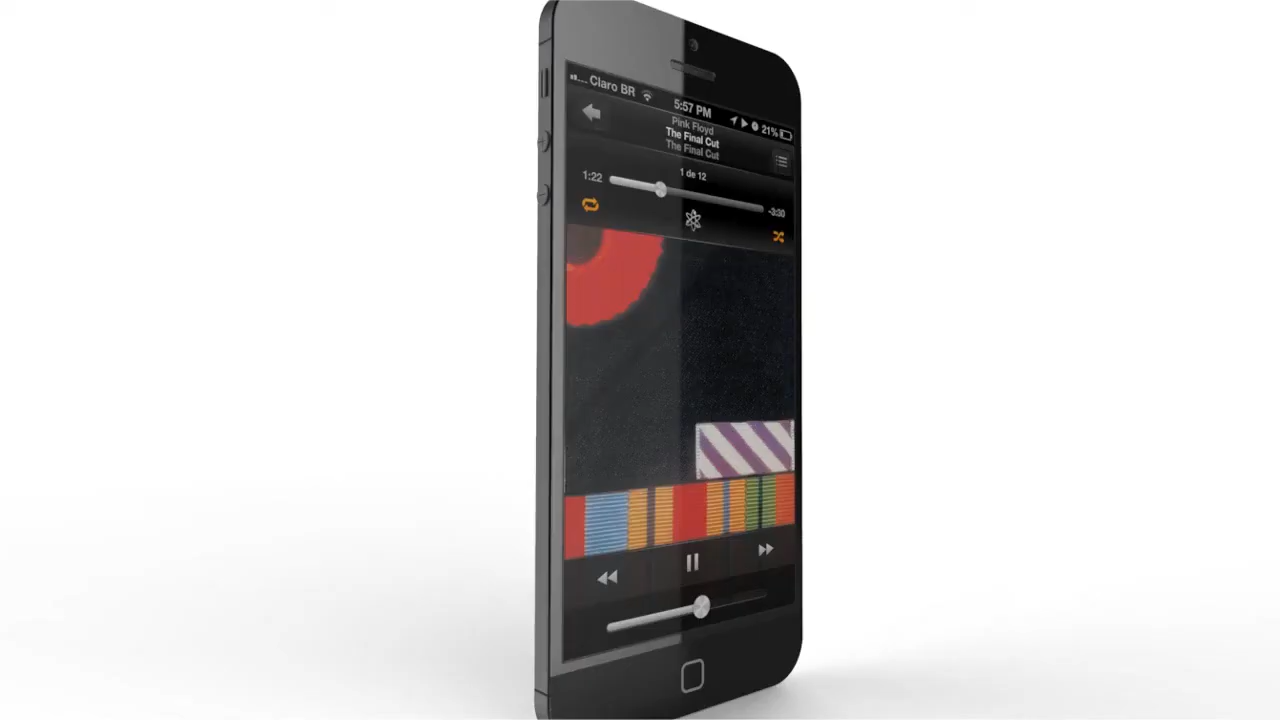 Claro BR 5:57 PM 21%
Pink Floyd
The Final Cut
The Final Cut
1 de 12
1:22 -3:30